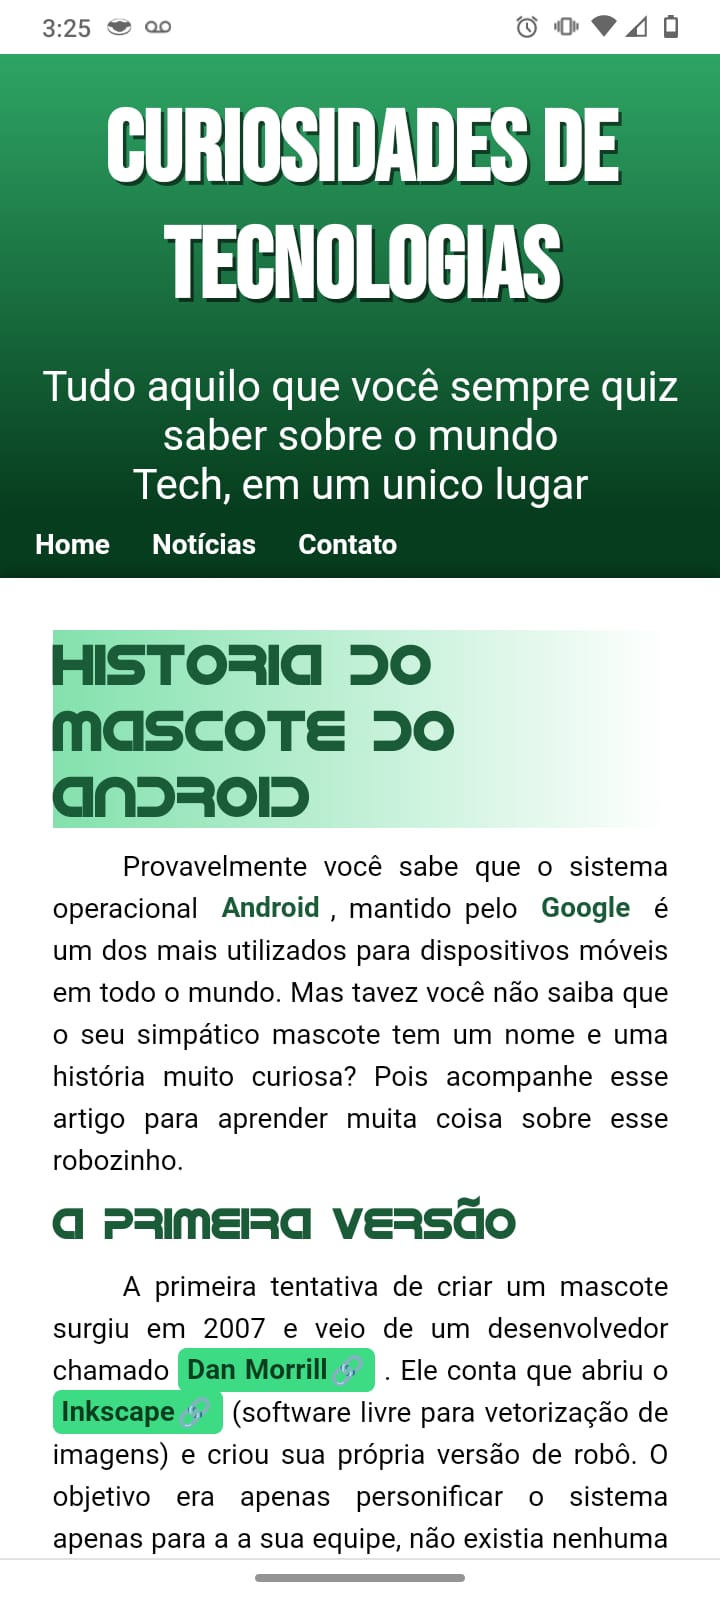 3:25
CURIOSIDADES DE
TECNOLOGIAS
Tudo aquilo que você sempre quiz
saber sobre o mundo
Tech, em um unico lugar
Home Notícias Contato
HISTORIA DO
MASCOTE DO
ANDROID
Provavelmente você sabe que o sistema
operacional Android , mantido pelo Google é
um dos mais utilizados para dispositivos móveis
em todo o mundo. Mas tavez você não saiba que
o seu simpático mascote tem um nome e uma
história muito curiosa? Pois acompanhe esse
artigo para aprender muita coisa sobre esse
robozinho.
A PRIMEIRA VERSÃO
A primeira tentativa de criar um mascote
surgiu em 2007 e veio de um desenvolvedor
chamado Dan Morrill🔗 . Ele conta que abriu o
Inkscape🔗 (software livre para vetorização de
imagens) e criou sua própria versão de robô. O
objetivo era apenas personificar o sistema
apenas para a a sua equipe, não existia nenhuma